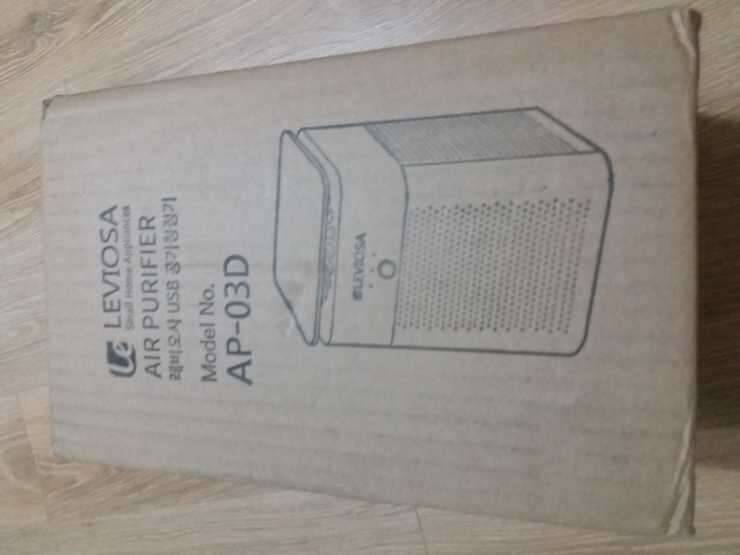 LEVIOSA
Small Home Appliances
AIR PURIFIER
레비오사 USB 공기청정기
Model No.
AP-03D
LEVIOSA